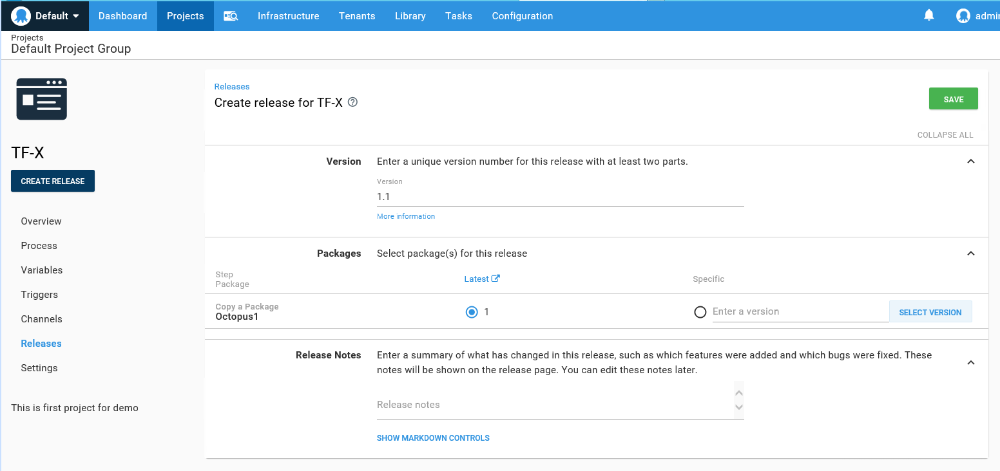 Default Dashboard Projects Infrastructure Tenants Library Tasks Configuration admin
Projects
Default Project Group
Releases
Create release for TF-X
SAVE
COLLAPSE ALL
TF-X
CREATE RELEASE
Overview
Process
Variables
Triggers
Channels
Releases
Settings
This is first project for demo
Version Enter a unique version number for this release with at least two parts.
Version
1.1
More information
Packages Select package(s) for this release
Step
Package
Latest Specific
Copy a Package
Octopus1
1 Enter a version SELECT VERSION
Release Notes Enter a summary of what has changed in this release, such as which features were added and which bugs were fixed. These
notes will be shown on the release page. You can edit these notes later.
Release notes
SHOW MARKDOWN CONTROLS